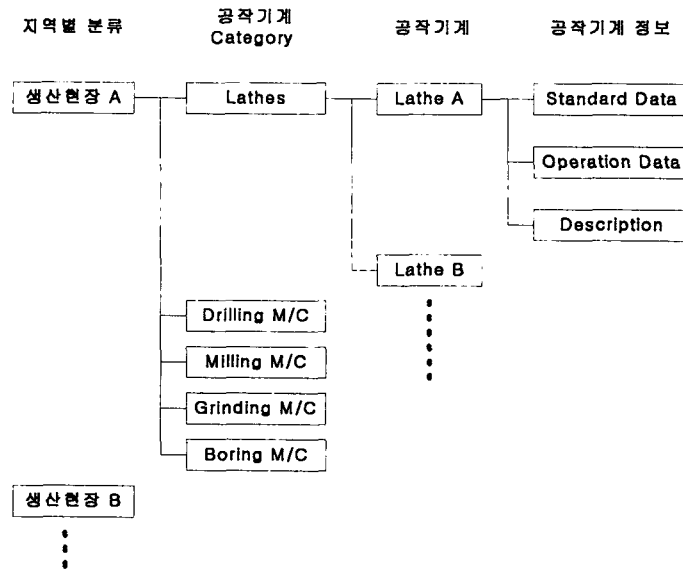 지역별 분류
공작기계
Category
공작기계
공작기계 정보
생산현장 A
Lathes
Lathe A
Standard Data
Operation Data
Description
Lathe B
Drilling M/C
Milling M/C
Grinding M/C
Boring M/C
생산현장 B